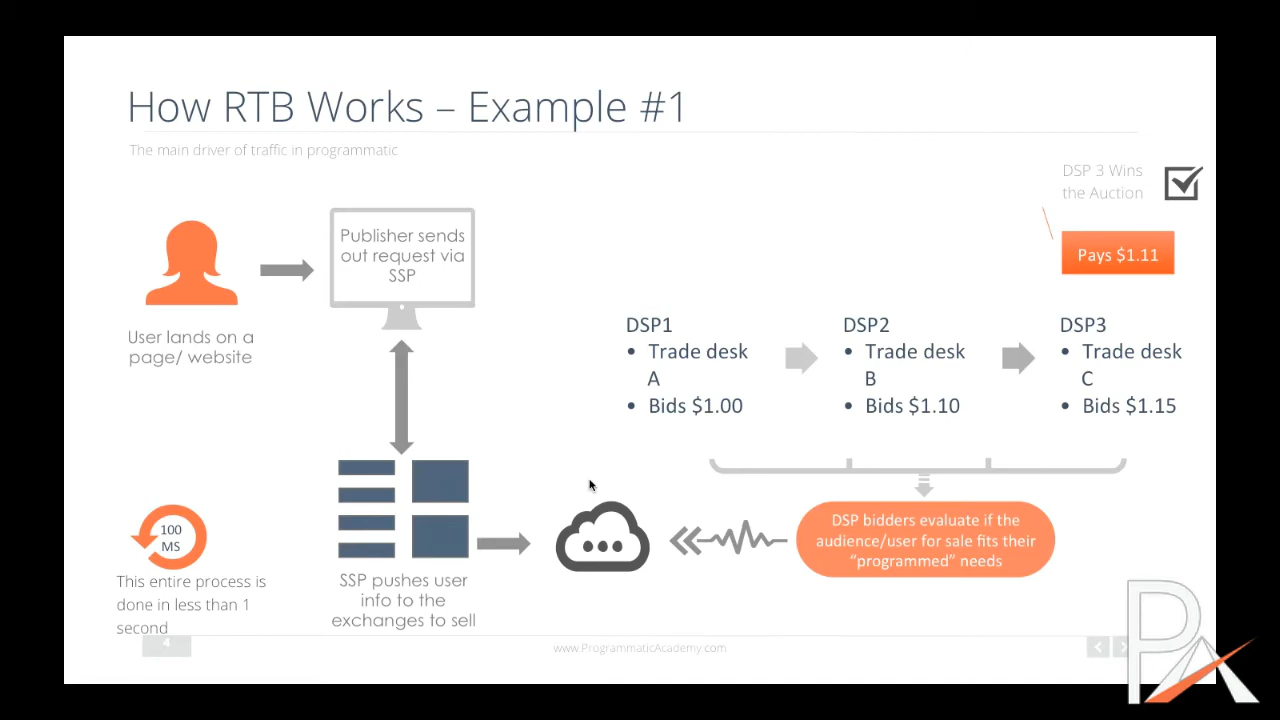 How RTB Works – Example #1
The main driver of traffic in programmatic
DSP 3 Wins
the Auction
Pays $1.11
Publisher sends
out request via
SSP
User lands on a
page/ website
DSP1
• Trade desk
A
• Bids $1.00
DSP2
• Trade desk
B
• Bids $1.10
DSP3
• Trade desk
C
• Bids $1.15
100
MS
This entire process is
done in less than 1
second
SSP pushes user
info to the
exchanges to sell
DSP bidders evaluate if the
audience/user for sale fits their
“programmed” needs
4
www.ProgrammaticAcademy.com
PA